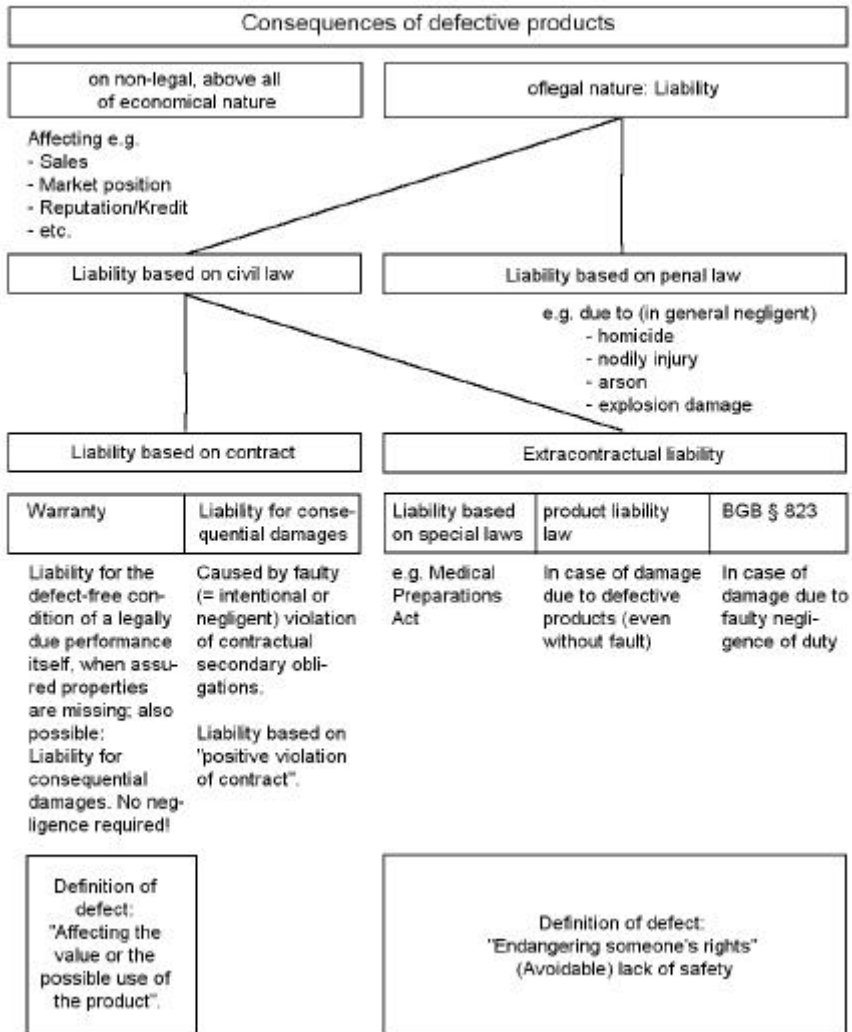 Consequences of defective products
on non-legal, above all
of economical nature
oflegal nature: Liability
Affecting e.g.
- Sales
- Market position
- Reputation/Kredit
- etc.
Liability based on civil law
Liability based on penal law
e.g. due to (in general negligent)
- homicide
- nodily injury
- arson
- explosion damage
Liability based on contract
Extracontractual liability
Warranty
Liability for the
defect-free con-
dition of a legally
due performance
itself, when assu-
red properties
are missing; also
possible:
Liability for
consequential
damages. No neg-
ligence required!
Liability for conse-
quential damages
Caused by faulty
(= intentional or
negligent) violation
of contractual
secondary obli-
gations.
Liability based on
"positive violation
of contract".
Liability based
on special laws
e.g. Medical
Preparations
Act
product liability
law
In case of damage
due to defective
products (even
without fault)
BGB § 823
In case of
damage due to
faulty negli-
gence of duty
Definition of
defect:
"Affecting the
value or the
possible use of
the product".
Definition of defect:
"Endangering someone's rights"
(Avoidable) lack of safety